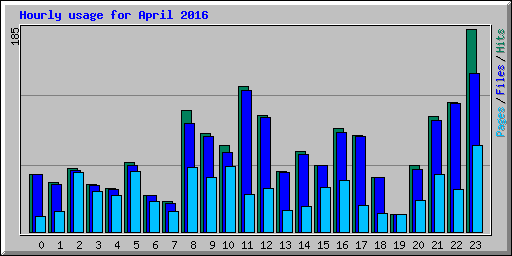 Hourly usage for April 2016
185
Pages / Files / Hits
0 1 2 3 4 5 6 7 8 9 10 11 12 13 14 15 16 17 18 19 20 21 22 23